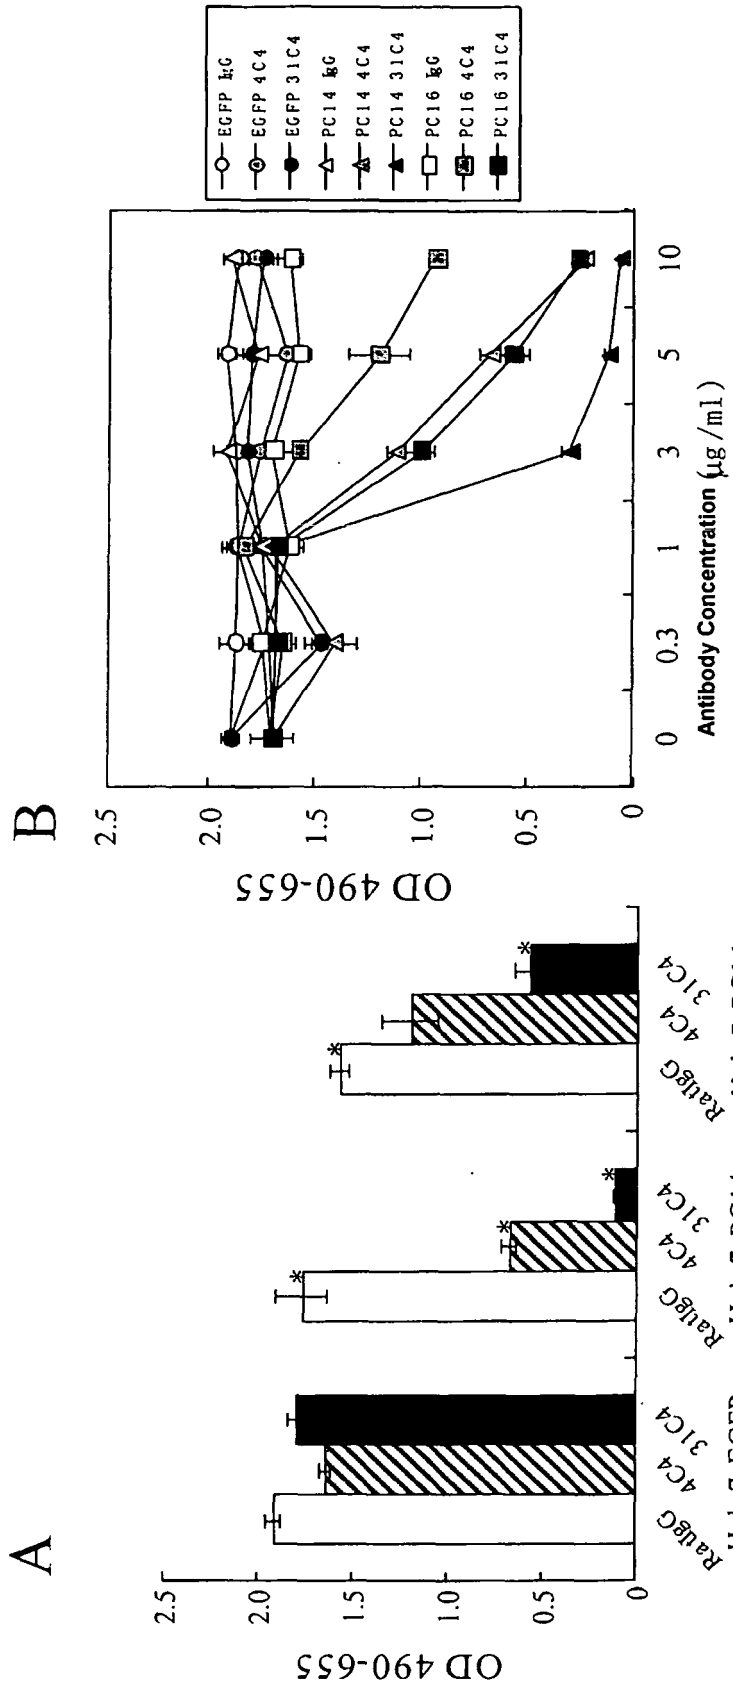 A
OD 490-655
2.5
2.0
1.5
1.0
0.5
0
RatIgG
4C4
31C4
RatIgG
4C4
31C4
RatIgG
4C4
31C4
*
*
*
*
*
B
OD 490-655
2.5
2.0
1.5
1.0
0.5
0
0
0.3
1
3
5
10
Antibody Concentration (μg/ml)
EGFP IgG
EGFP 4C4
EGFP 31C4
PC14 IgG
PC14 4C4
PC14 31C4
PC16 IgG
PC16 4C4
PC16 31C4